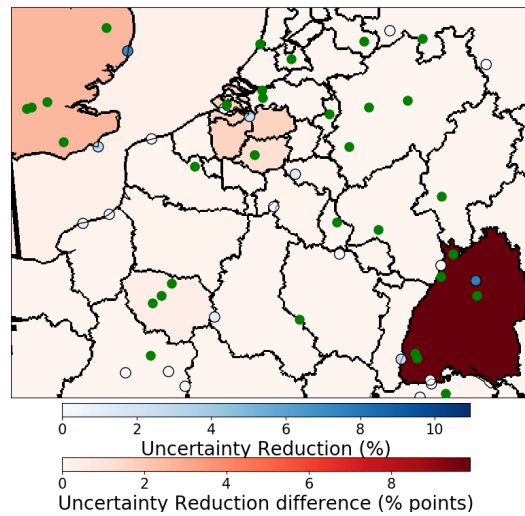 0 2 4 6 8 10
Uncertainty Reduction (%)
0 2 4 6 8
Uncertainty Reduction difference (% points)